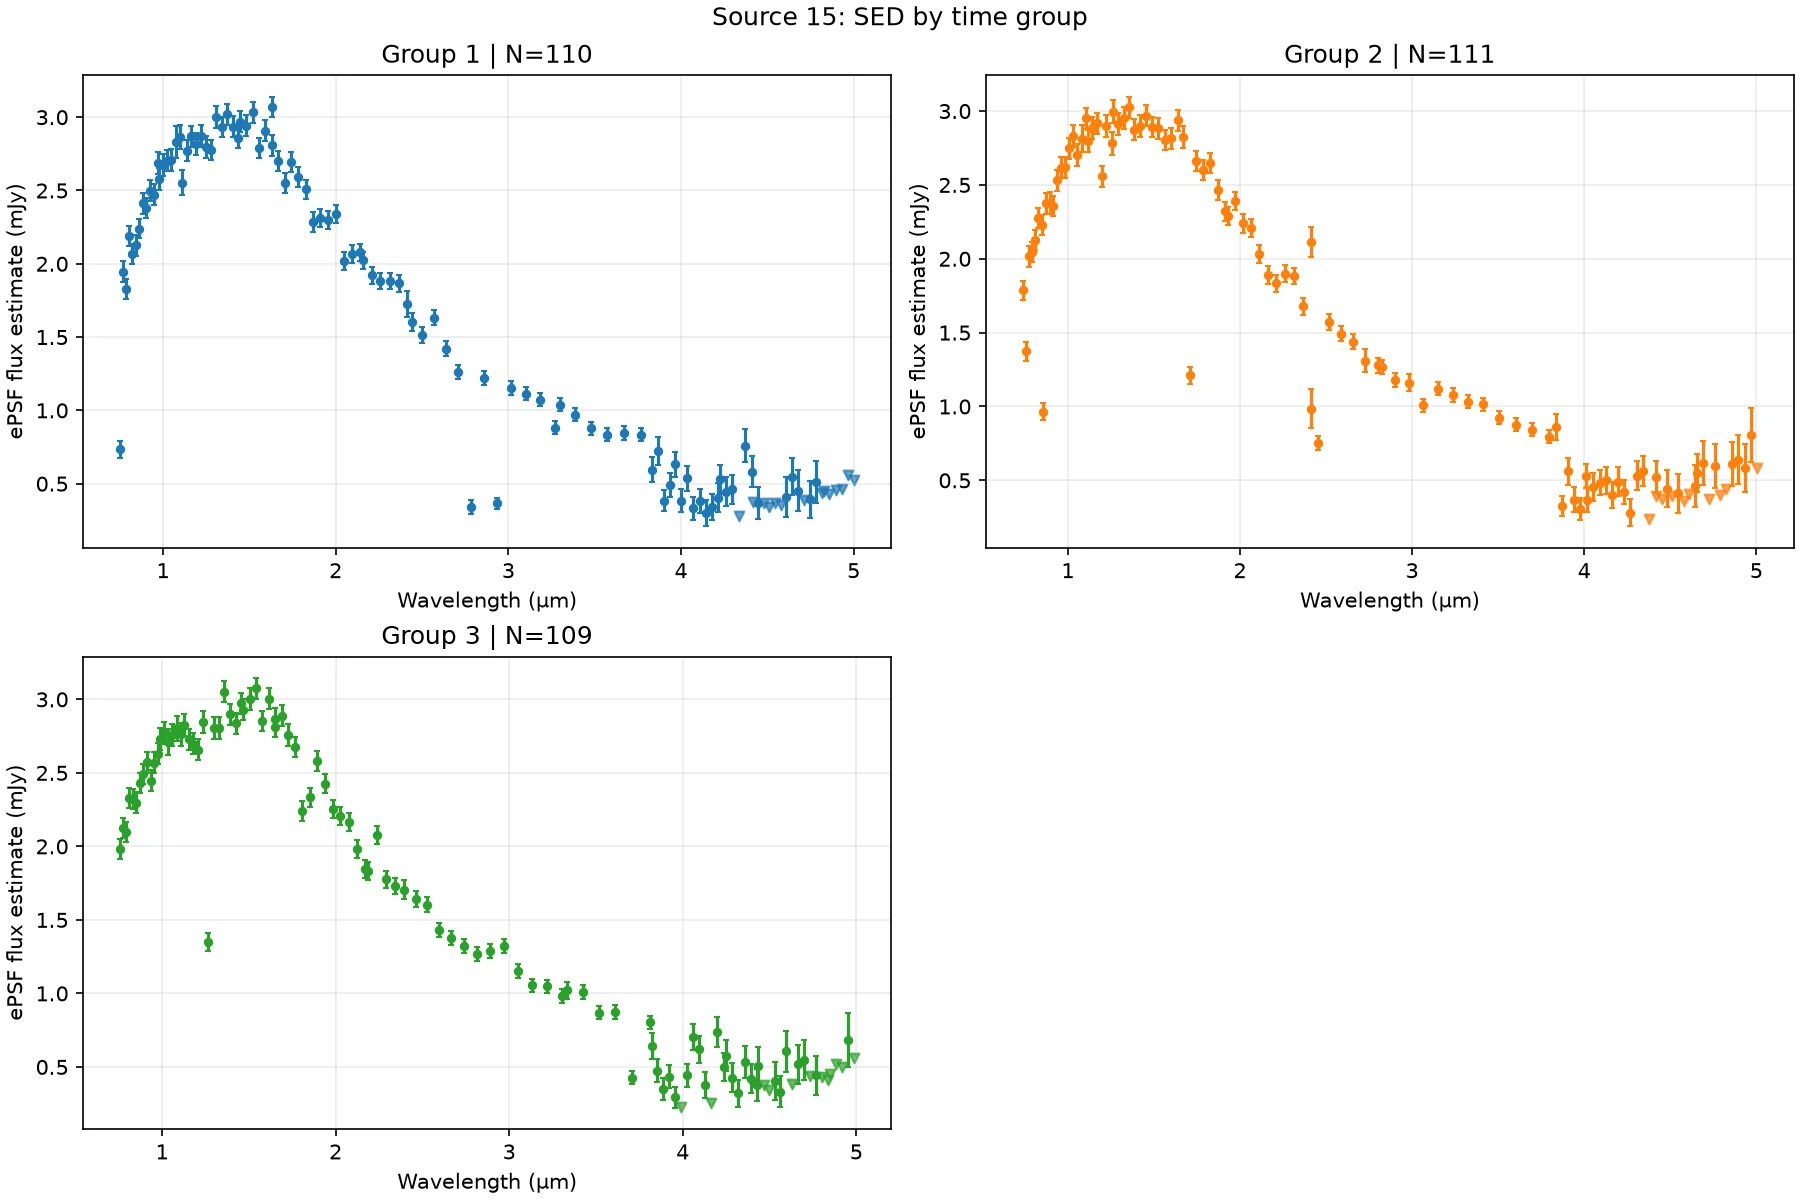 Source 15: SED by time group
Group 1 | N=110
ePSF flux estimate (mJy)
3.0
2.5
2.0
1.5
1.0
0.5
1 2 3 4 5
Wavelength (μm)
Group 2 | N=111
ePSF flux estimate (mJy)
3.0
2.5
2.0
1.5
1.0
0.5
1 2 3 4 5
Wavelength (μm)
Group 3 | N=109
ePSF flux estimate (mJy)
3.0
2.5
2.0
1.5
1.0
0.5
1 2 3 4 5
Wavelength (μm)